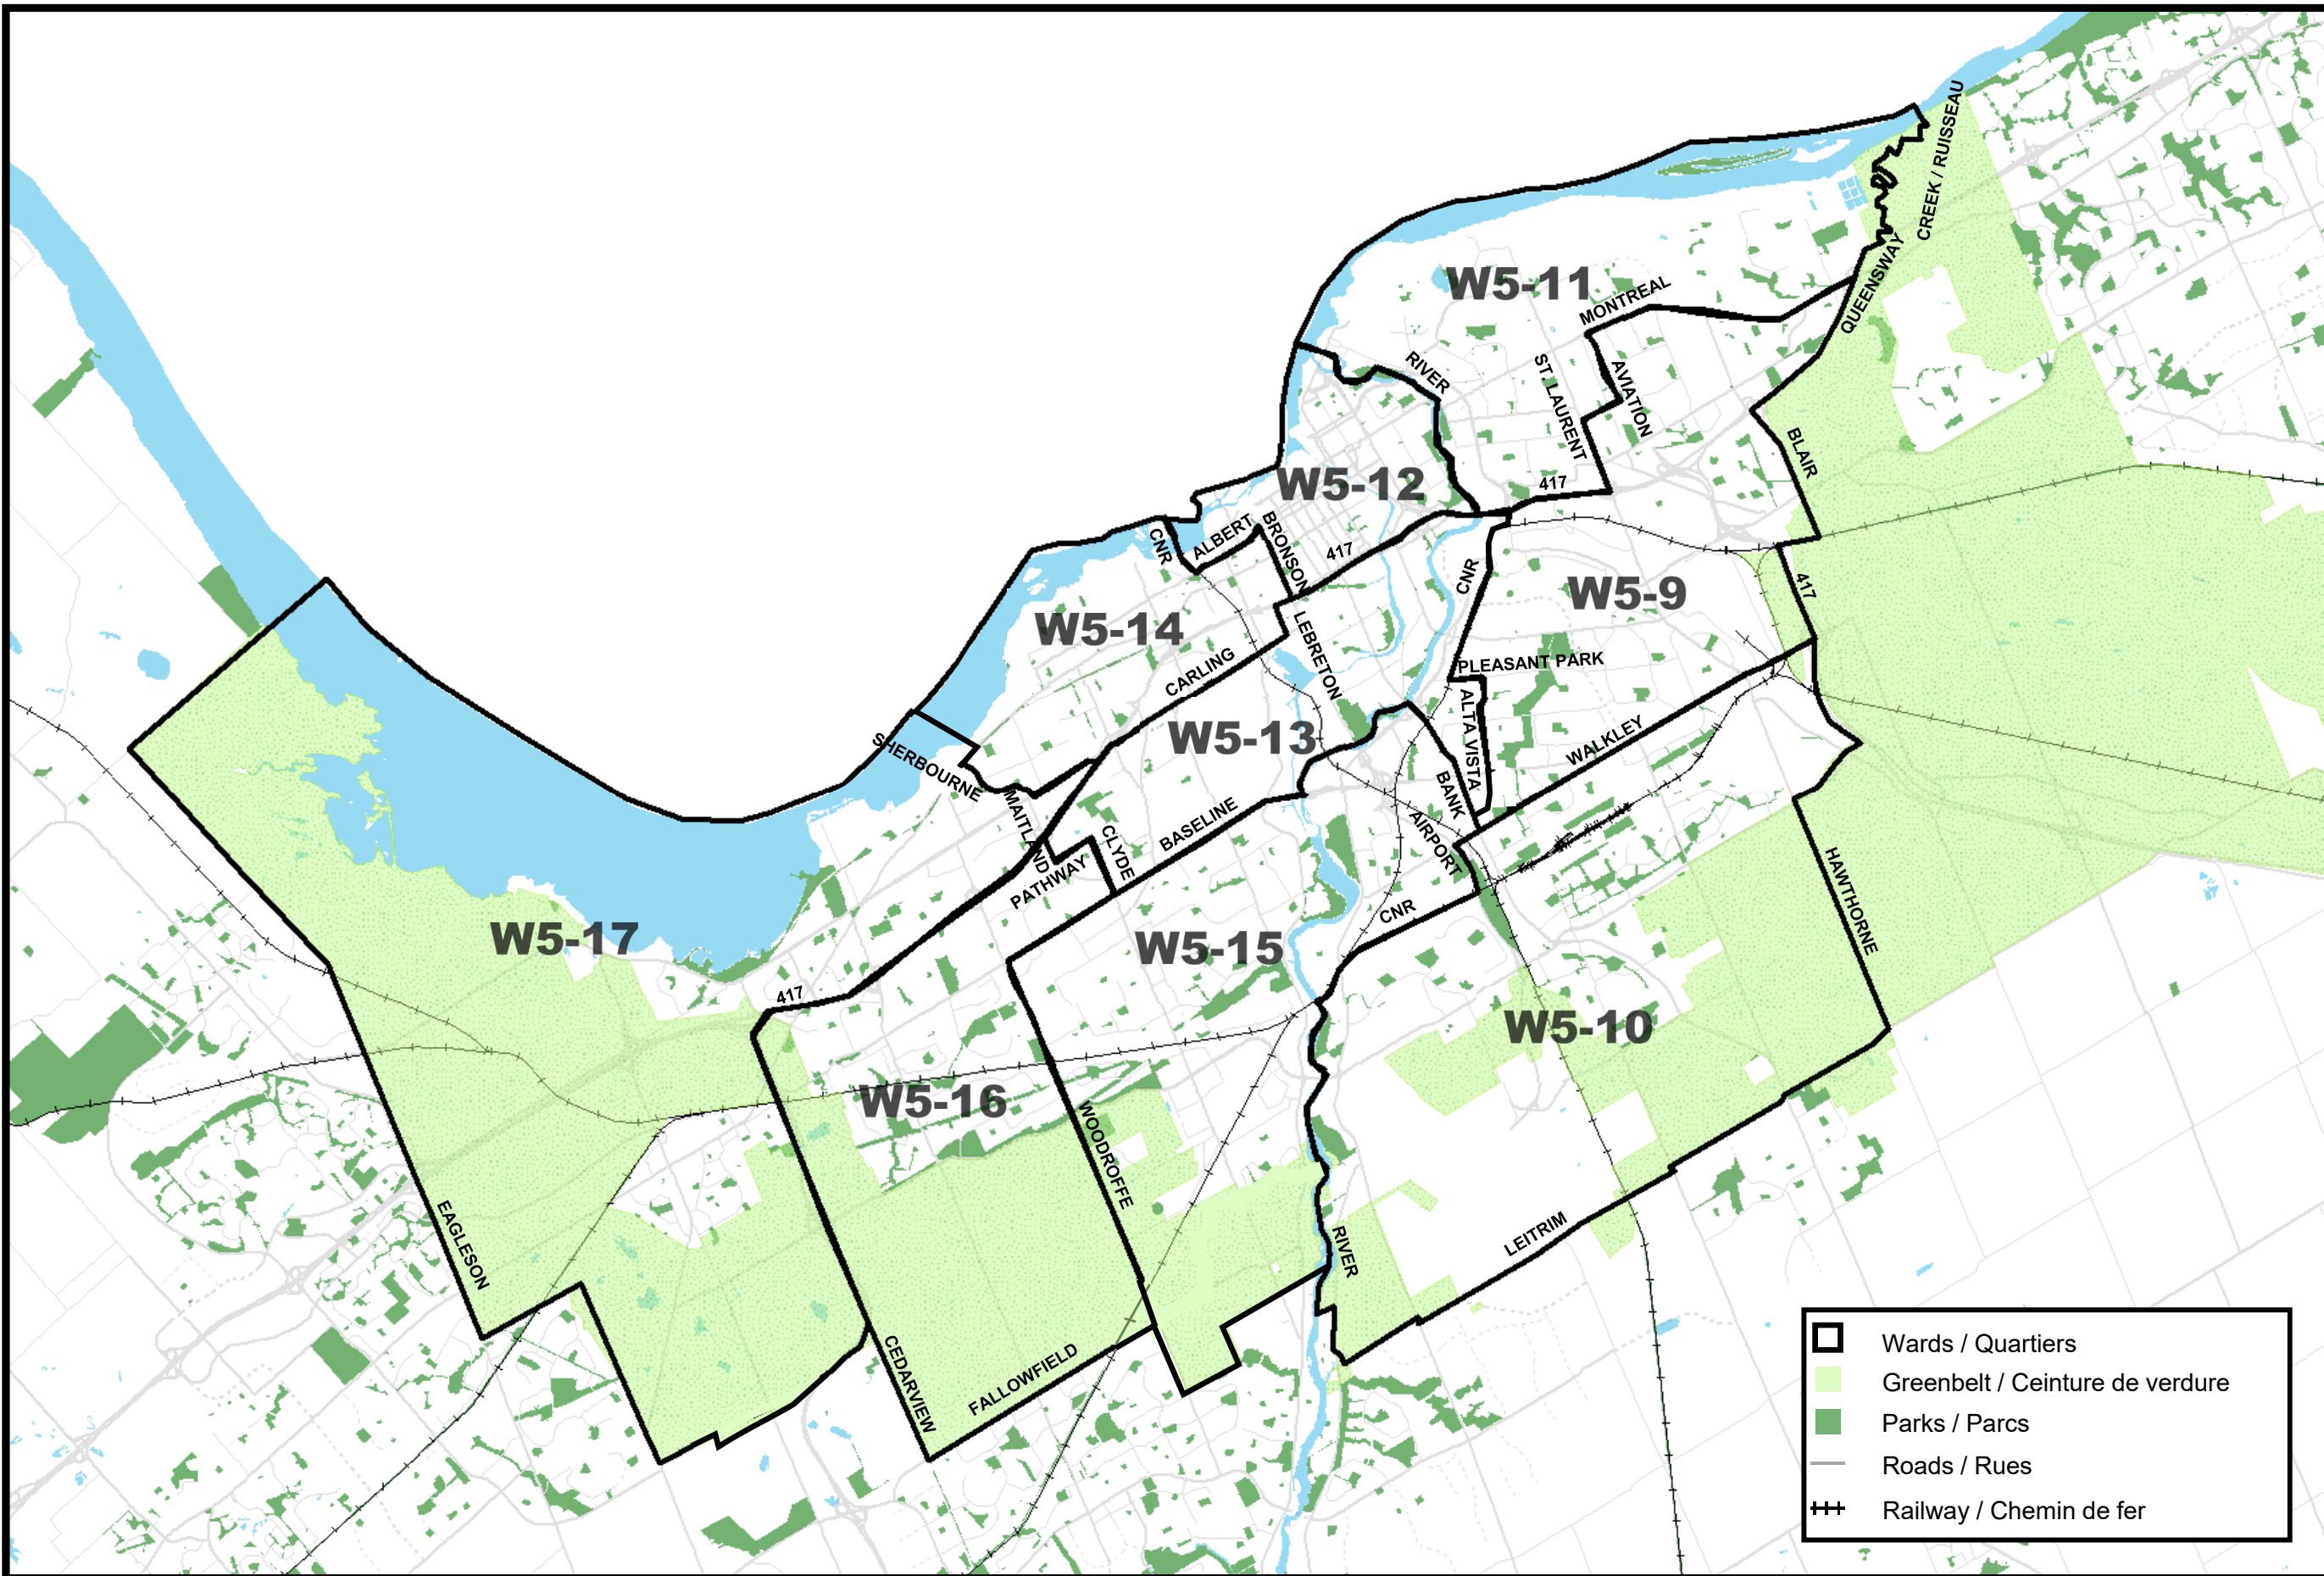 CREEK / RUISSEAU
QUEENSWAY
W5-11
MONTREAL
RIVER
ST. LAURENT
AVIATION
BLAIR
W5-12
417
CNR
ALBERT
BRONSON
417
CNR
W5-9
417
W5-14
LEBRETON
CARLING
PLEASANT PARK
ALTA VISTA
W5-13
WALKLEY
SHERBOURNE
MAITLAND
PATHWAY
CLYDE
BASELINE
BANK
AIRPORT
HAWTHORNE
CNR
W5-17
W5-15
417
W5-10
W5-16
WOODROFFE
EAGLESON
RIVER
LEITRIM
CEDARVIEW
FALLOWFIELD
Wards / Quartiers
Greenbelt / Ceinture de verdure
Parks / Parcs
Roads / Rues
Railway / Chemin de fer